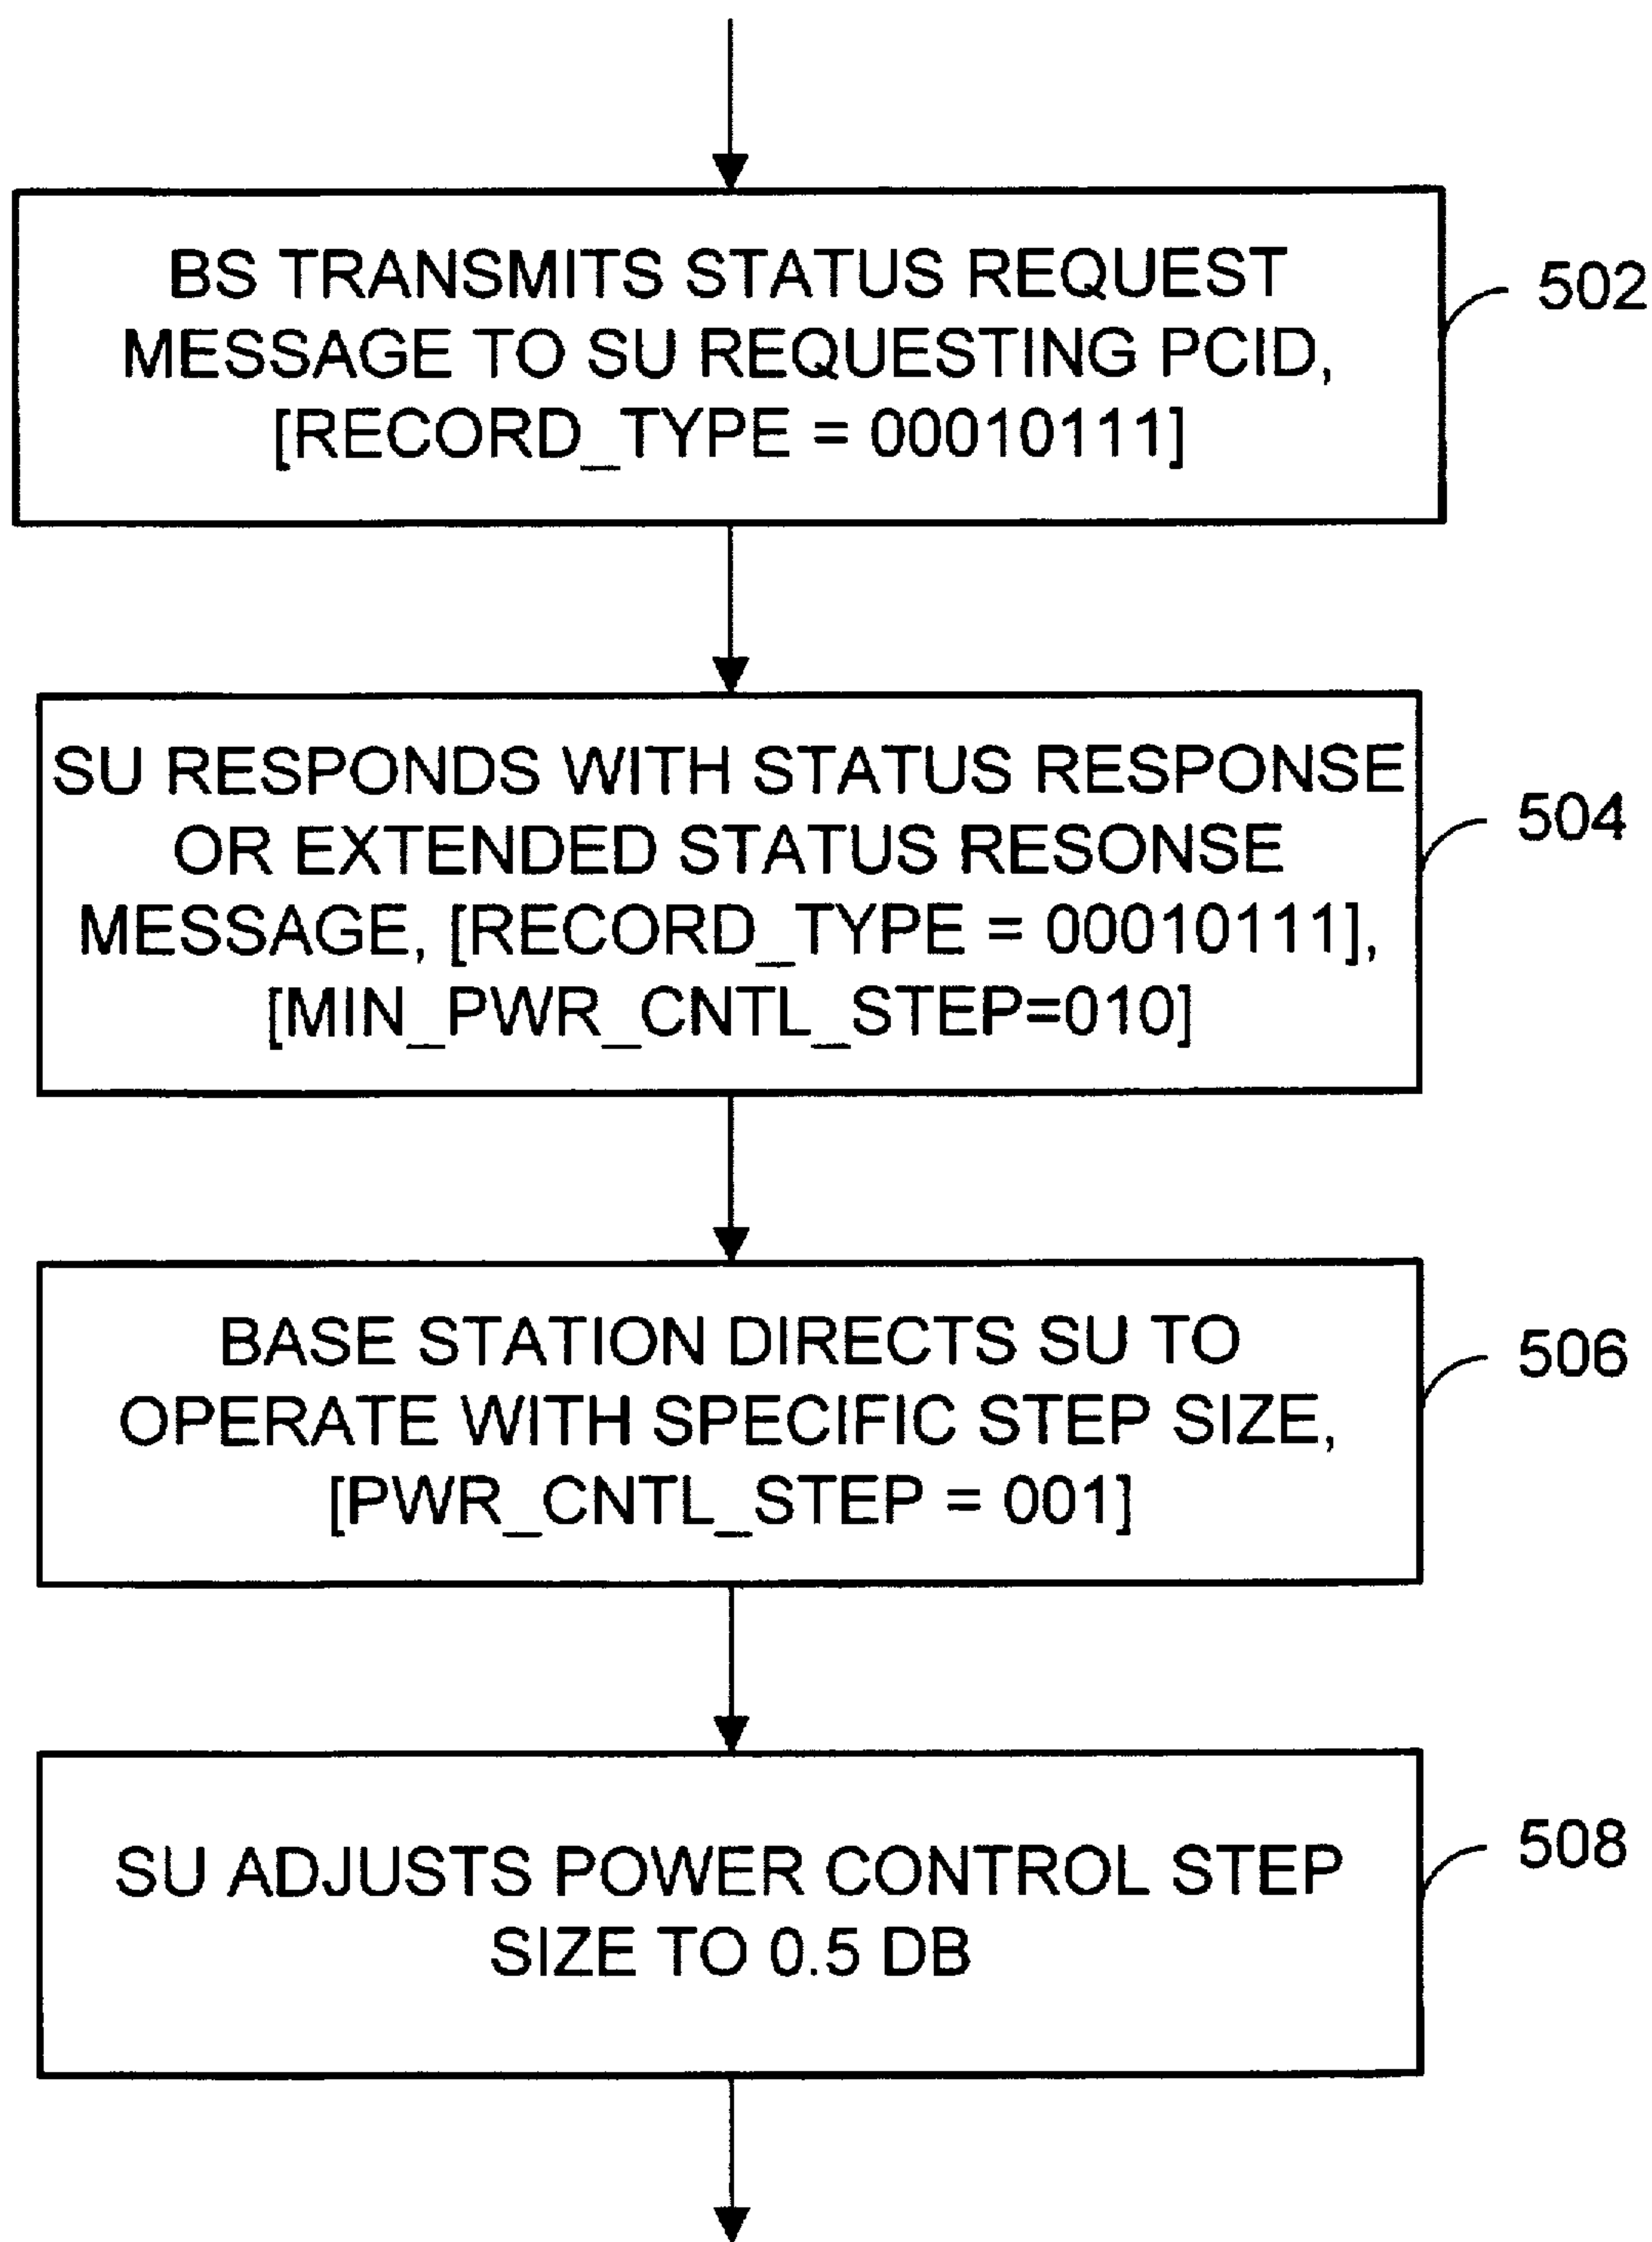 BS TRANSMITS STATUS REQUEST
MESSAGE TO SU REQUESTING PCID,
[RECORD_TYPE = 00010111]
502
SU RESPONDS WITH STATUS RESPONSE
OR EXTENDED STATUS RESONSE
MESSAGE, [RECORD_TYPE = 00010111],
[MIN_PWR_CNTL_STEP=010]
504
BASE STATION DIRECTS SU TO
OPERATE WITH SPECIFIC STEP SIZE,
[PWR_CNTL_STEP = 001]
506
SU ADJUSTS POWER CONTROL STEP
SIZE TO 0.5 DB
508